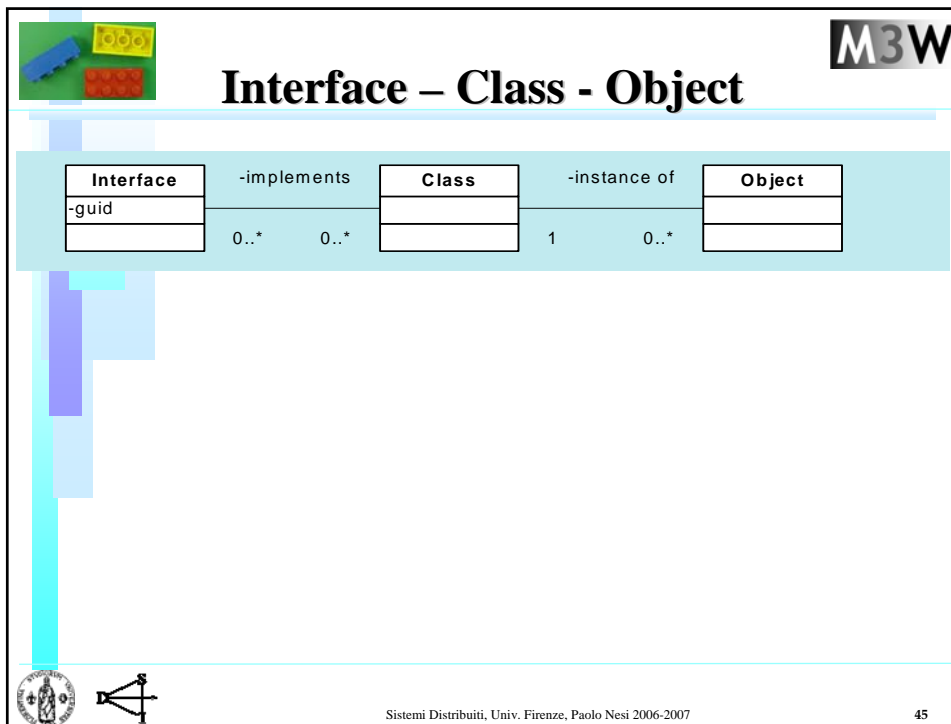 M3W
Interface – Class - Object
Interface
-guid
-implements
0..* 0..*
Class
-instance of
1 0..*
Object
D S I
Sistemi Distribuiti, Univ. Firenze, Paolo Nesi 2006-2007
45